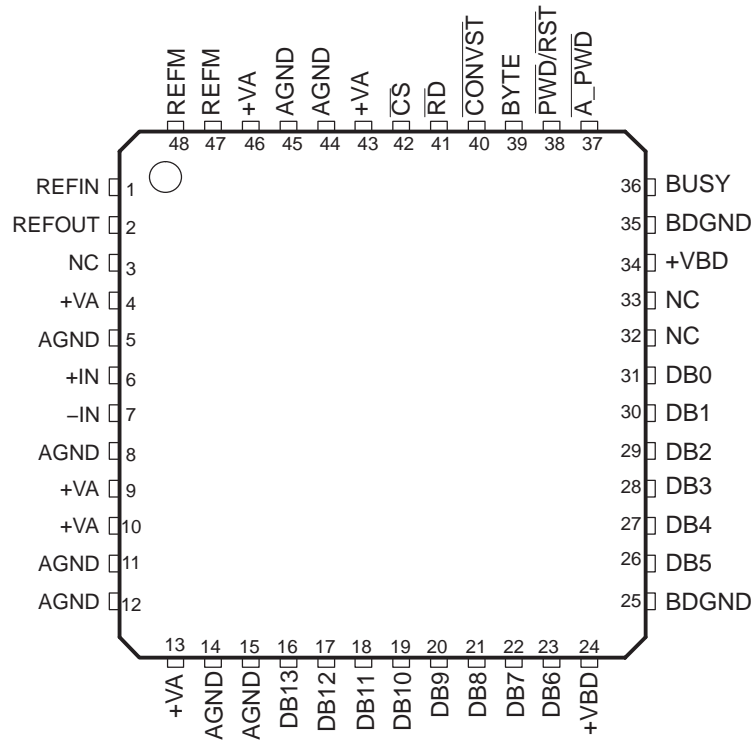 REFM
REFM
+VA
AGND
AGND
+VA
CS
RD
CONVST
BYTE
PWD/RST
A_PWD
48 47 46 45 44 43 42 41 40 39 38 37
REFIN 1
REFOUT 2
NC 3
+VA 4
AGND 5
+IN 6
−IN 7
AGND 8
+VA 9
+VA 10
AGND 11
AGND 12
36 BUSY
35 BDGND
34 +VBD
33 NC
32 NC
31 DB0
30 DB1
29 DB2
28 DB3
27 DB4
26 DB5
25 BDGND
13 14 15 16 17 18 19 20 21 22 23 24
+VA
AGND
AGND
DB13
DB12
DB11
DB10
DB9
DB8
DB7
DB6
+VBD